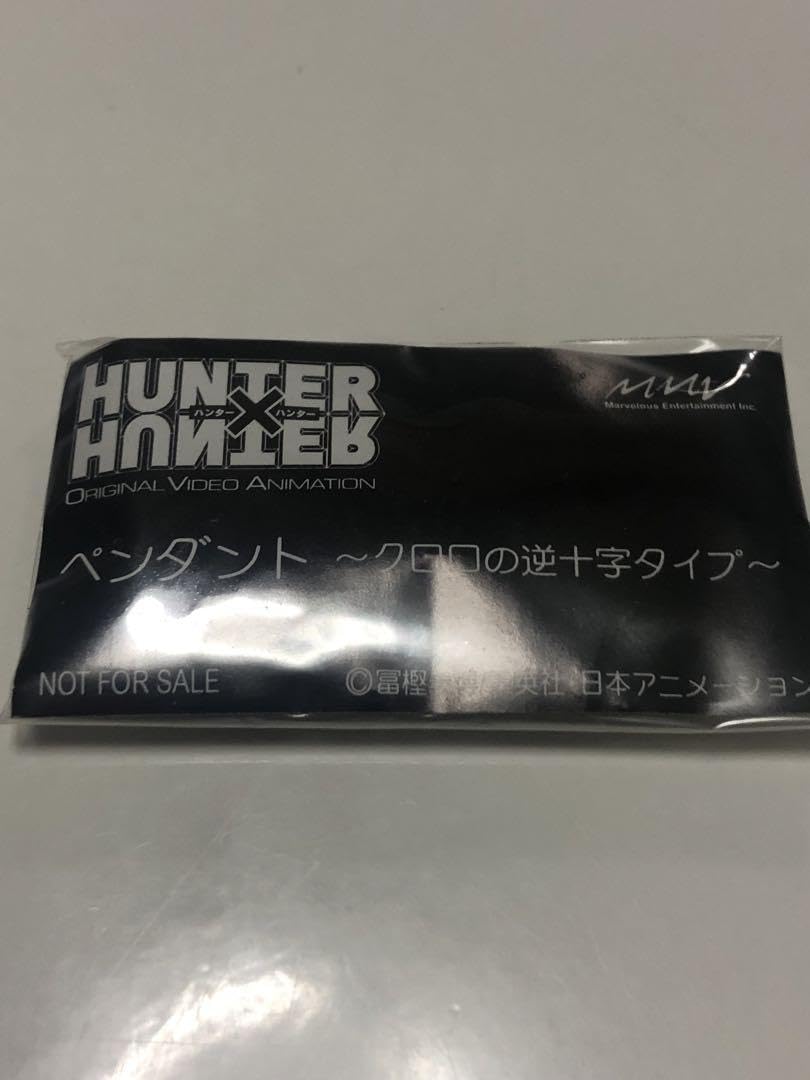 HUNTER
ハンター×ハンター
HUNTER
ORIGINAL VIDEO ANIMATION
Marvelous Entertainment Inc.
ペンダント ～クロロの逆十字タイプ～
NOT FOR SALE
©冨樫 英社・日本アニメーション